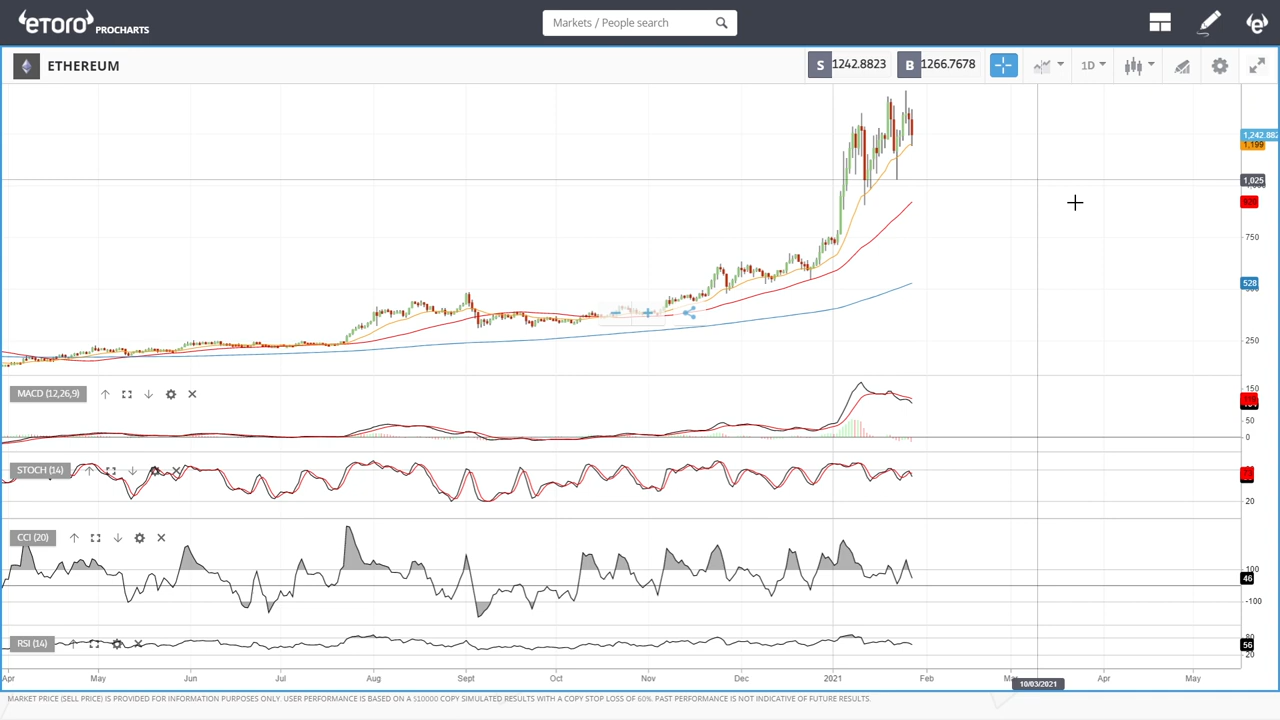 eToro PROCHARTS
Markets / People search
ETHEREUM
S 1242.8823 B 1266.7678 1D
1,242.882
1,199
1,025
750
528
250
MACD (12,26,9)
150
50
0
STOCH (14)
20
CCI (20)
100
46
-100
RSI (14)
80
56
20
Apr May Jun Jul Aug Sept Oct Nov Dec 2021 Feb Apr May
10/03/2021
MARKET PRICE (SELL PRICE) IS PROVIDED FOR INFORMATION PURPOSES ONLY. USER PERFORMANCE IS BASED ON A $10000 COPY SIMULATED RESULTS WITH A COPY STOP LOSS OF 60%. PAST PERFORMANCE IS NOT INDICATIVE OF FUTURE RESULTS.